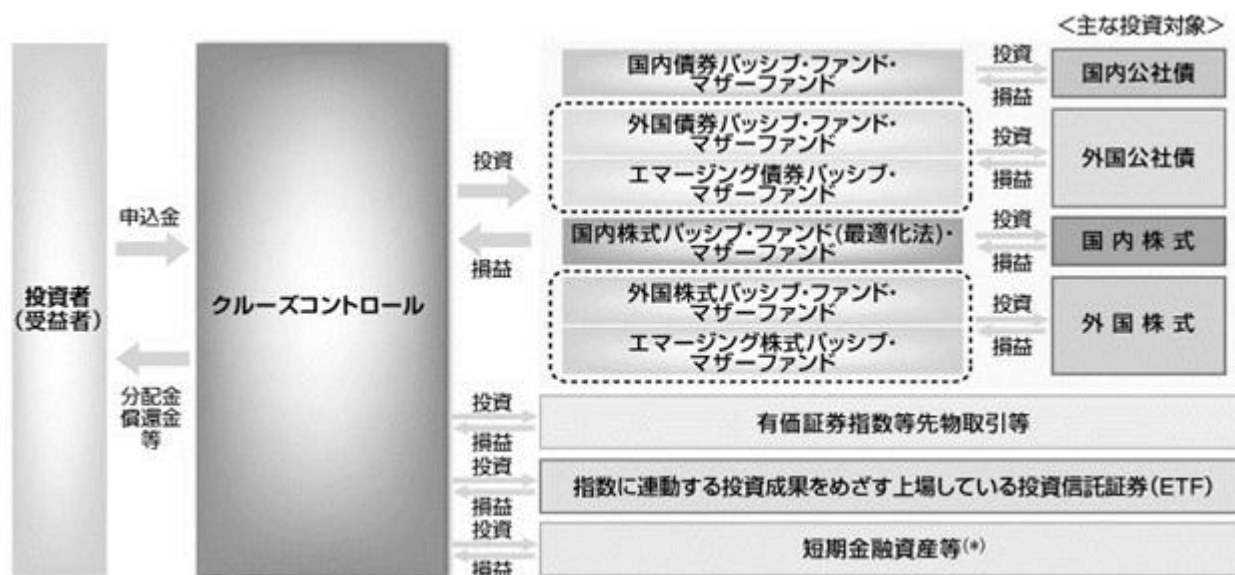 <主な投資対象>
投資者
(受益者)
申込金
分配金
償還金
等
クルーズコントロール
投資
損益
国内債券パッシブ・ファンド・
マザーファンド
投資
損益
国内公社債
外国債券パッシブ・ファンド・
マザーファンド
エマージング債券パッシブ・
マザーファンド
投資
損益
外国公社債
国内株式パッシブ・ファンド(最適化法)・
マザーファンド
投資
損益
国内株式
外国株式パッシブ・ファンド・
マザーファンド
エマージング株式パッシブ・
マザーファンド
投資
損益
外国株式
投資
損益
有価証券指数等先物取引等
投資
損益
指数に連動する投資成果をめざす上場している投資信託証券(ETF)
投資
損益
短期金融資産等(*)